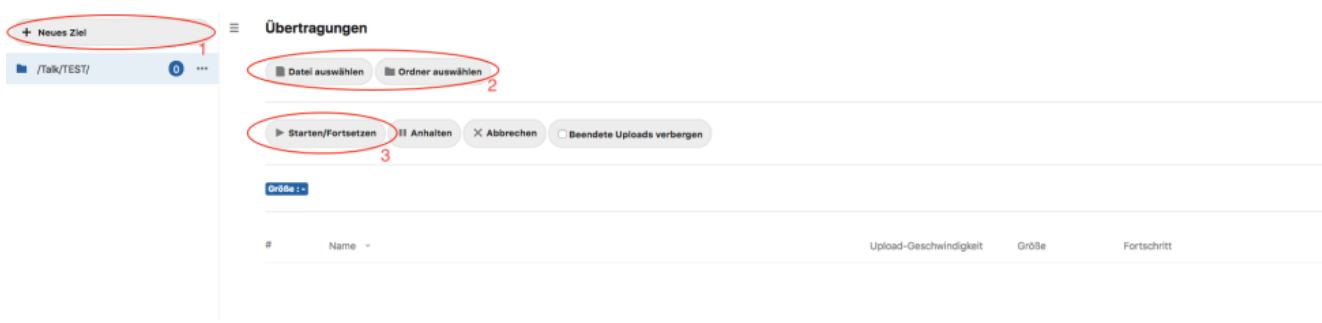 + Neues Ziel
1
/Talk/TEST/ 0 ...
Übertragungen
Datei auswählen Ordner auswählen
2
Starten/Fortsetzen Anhalten Abbrechen Beendete Uploads verbergen
3
Größe : -
# Name Upload-Geschwindigkeit Größe Fortschritt